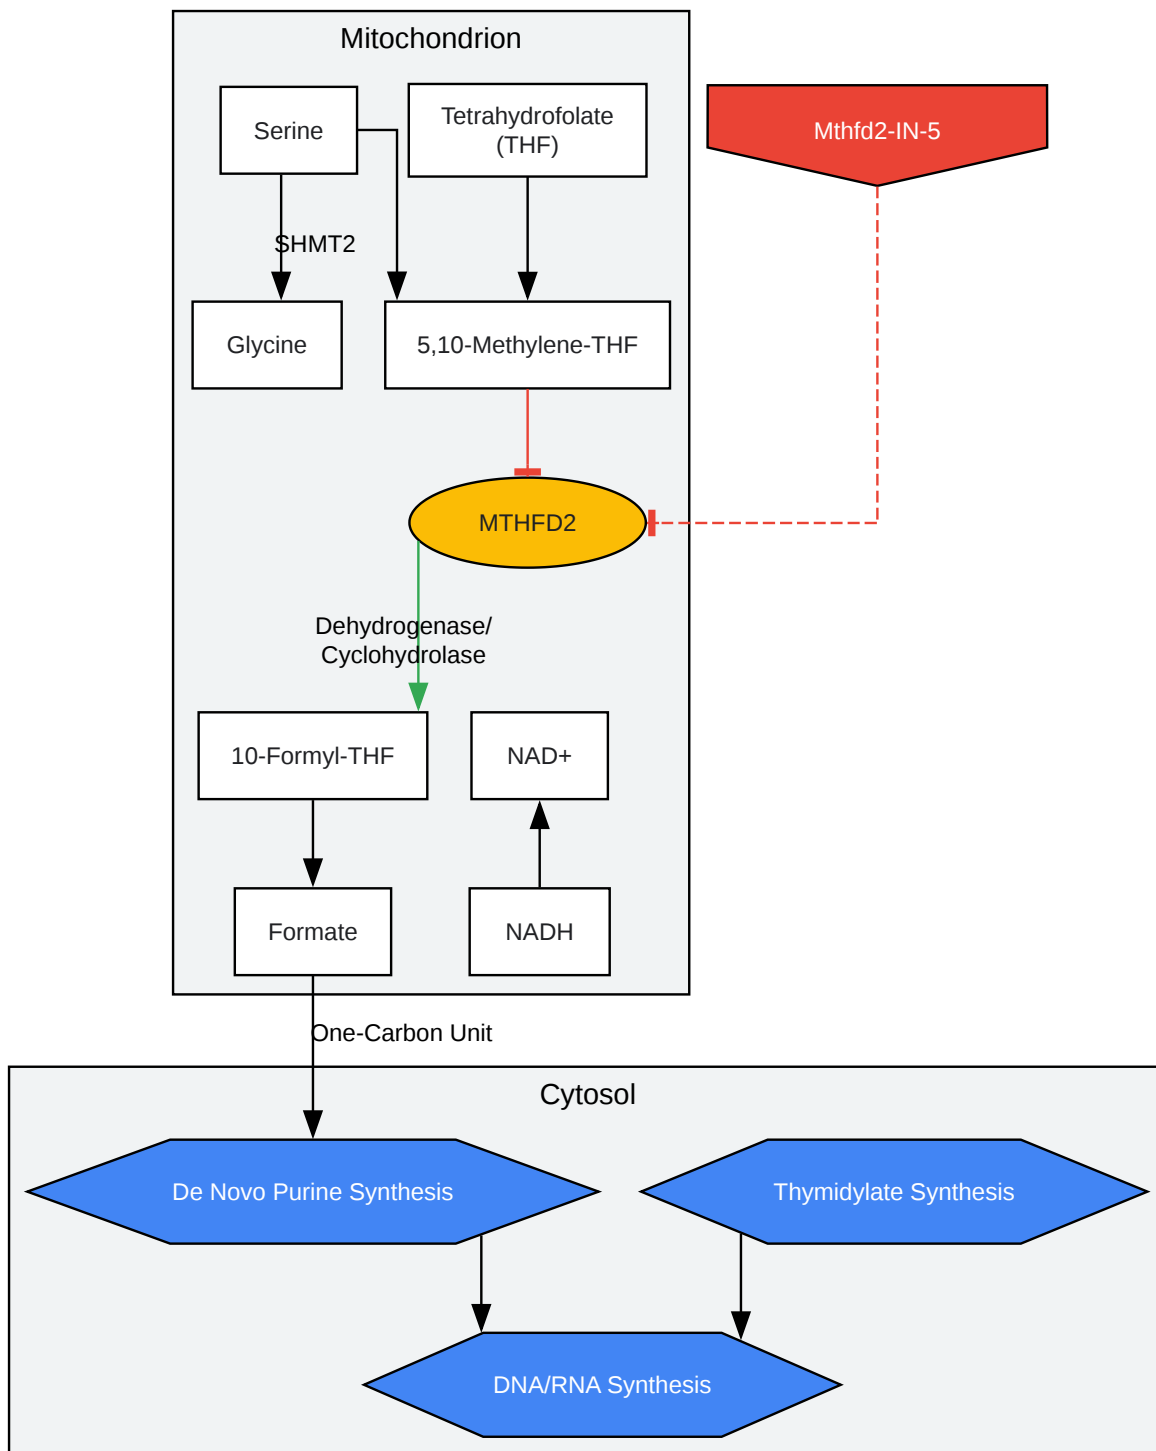 Mitochondrion
Serine
Tetrahydrofolate
(THF)
Mthfd2-IN-5
SHMT2
Glycine
5,10-Methylene-THF
MTHFD2
Dehydrogenase/
Cyclohydrolase
10-Formyl-THF
NAD+
Formate
NADH
One-Carbon Unit
Cytosol
De Novo Purine Synthesis
Thymidylate Synthesis
DNA/RNA Synthesis